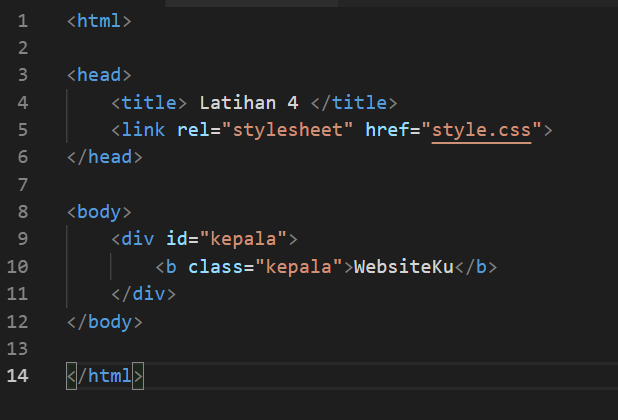 1 <html>
2
3 <head>
4 <title> Latihan 4 </title>
5 <link rel="stylesheet" href="style.css">
6 </head>
7
8 <body>
9 <div id="kepala">
10 <b class="kepala">WebsiteKu</b>
11 </div>
12 </body>
13
14 </html>